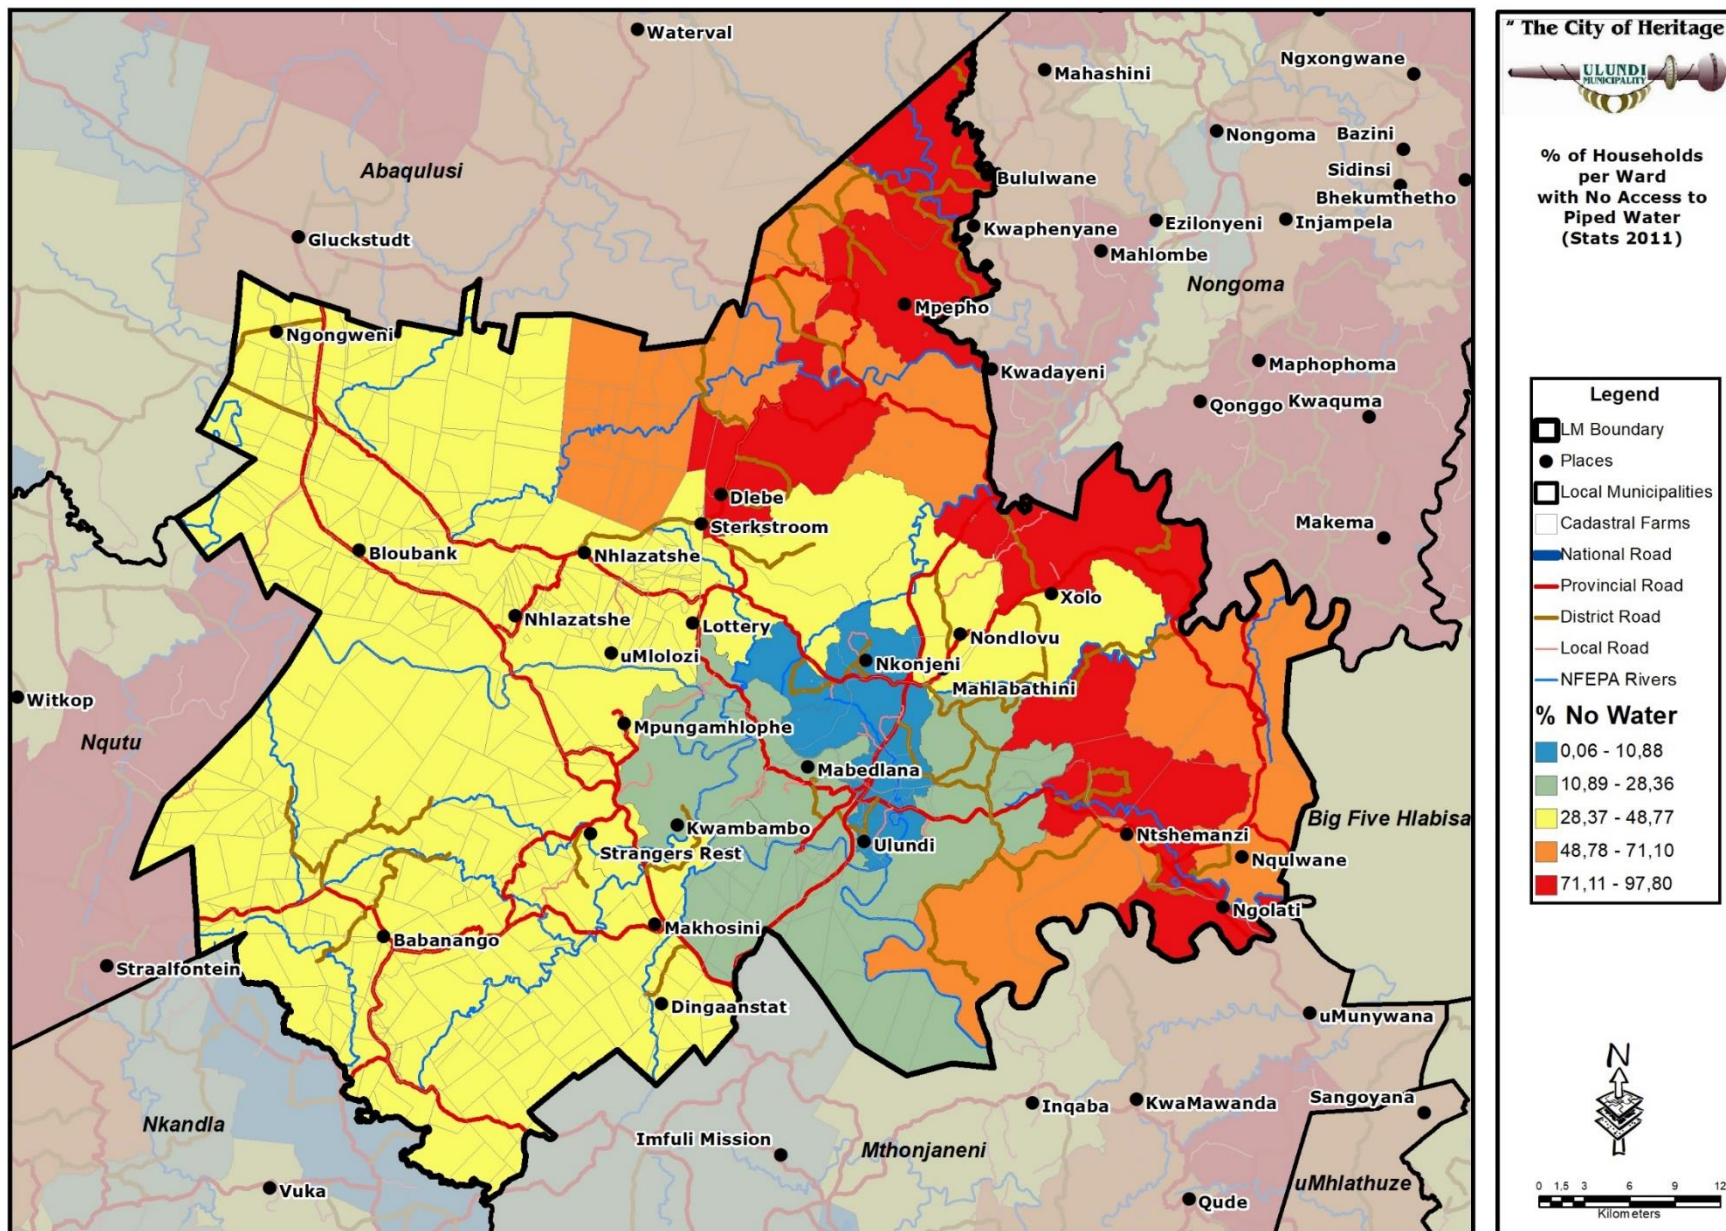 Waterval
Mahashini
Ngxongwane
Nongoma
Bazini
Sidinsi
Abaqulusi
Bululwane
Bhekumthetho
Kwaphenyane
Ezilonyeni
Injampela
Gluckstudt
Mahlombe
Nongoma
Mpepho
Ngongweni
Kwadayeni
Maphophoma
Qonggo
Kwaquma
Dlebe
Sterkstroom
Makema
Bloubank
Nhlazatshe
Xolo
Nhlazatshe
Lottery
Nondlovu
uMlolozi
Nkonjeni
Mahlabathini
Witkop
Mpungamhlophe
Nqutu
Mabedlana
Big Five Hlabisa
Kwambambo
Ntshemanzi
Strangers Rest
Ulundi
Nqulwane
Ngolati
Makhosini
Babanango
Straalfontein
Dingaanstat
uMunywana
Inqaba
KwaMawanda
Sangoyana
Nkandla
Imfuli Mission
Mthonjaneni
Vuka
Qude
uMhlathuze
" The City of Heritage
ULUNDI
MUNICIPALITY
% of Households
per Ward
with No Access to
Piped Water
(Stats 2011)
Legend
LM Boundary
Places
Local Municipalities
Cadastral Farms
National Road
Provincial Road
District Road
Local Road
NFEPA Rivers
% No Water
0,06 - 10,88
10,89 - 28,36
28,37 - 48,77
48,78 - 71,10
71,11 - 97,80
N
0 1,5 3 6 9 12
Kilometers